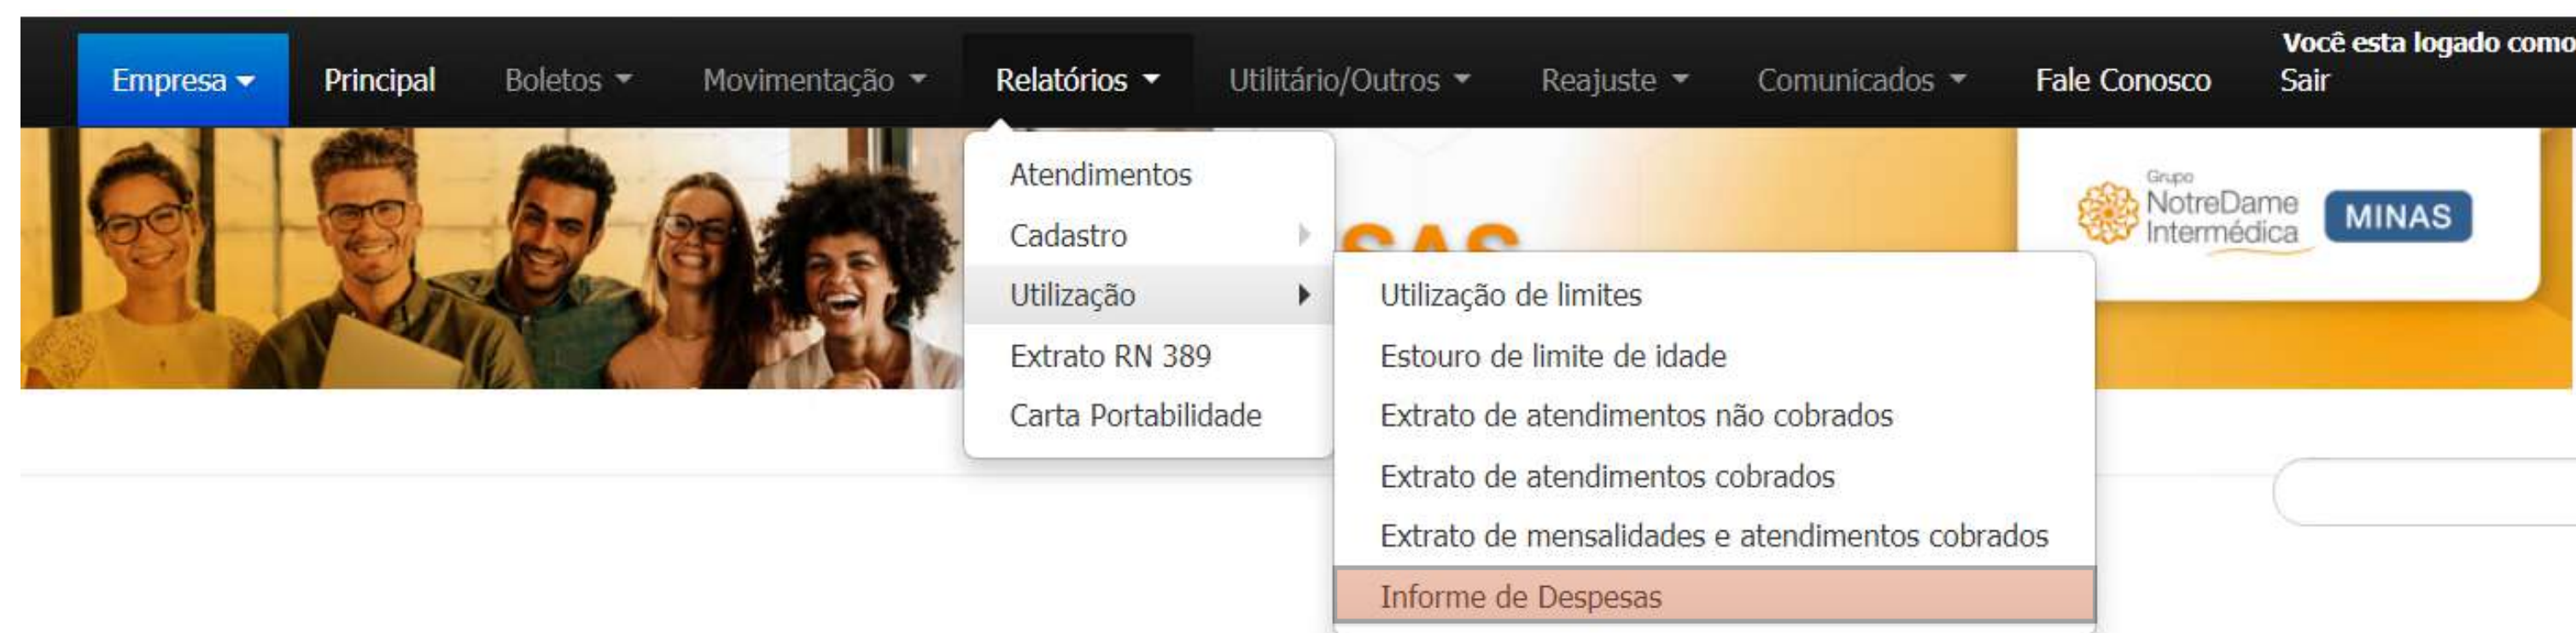 Você esta logado como
Empresa Principal Boletos Movimentação Relatórios Utilitário/Outros Reajuste Comunicados Fale Conosco Sair
Atendimentos
Cadastro
Utilização
Extrato RN 389
Carta Portabilidade
SAS
Grupo
NotreDame
Intermédica
MINAS
Utilização de limites
Estouro de limite de idade
Extrato de atendimentos não cobrados
Extrato de atendimentos cobrados
Extrato de mensalidades e atendimentos cobrados
Informe de Despesas